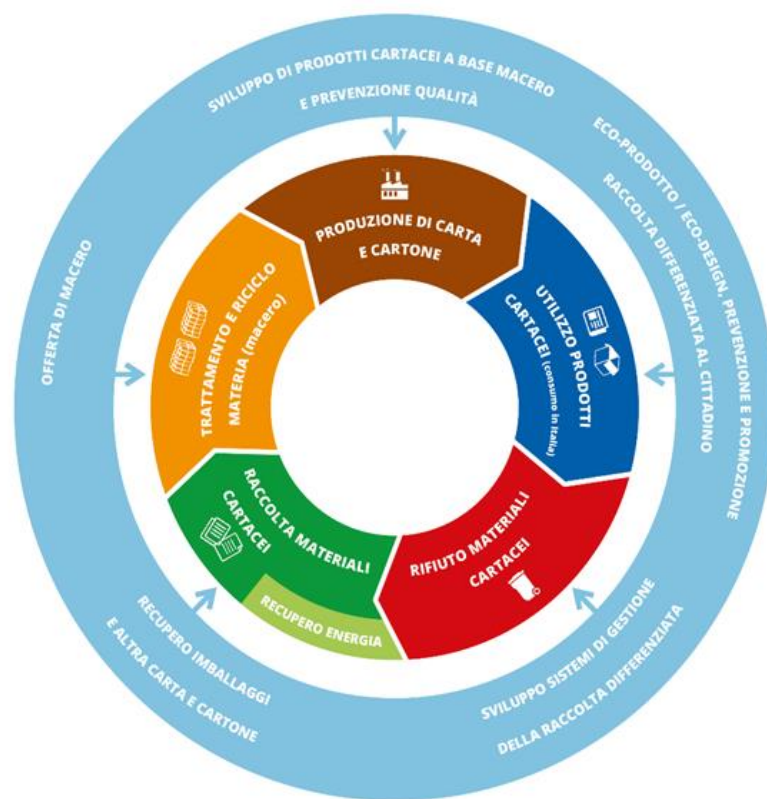 SVILUPPO DI PRODOTTI CARTACEI A BASE MACERO
E PREVENZIONE QUALITÀ
ECO-PRODOTTO / ECO-DESIGN, PREVENZIONE E PROMOZIONE
RACCOLTA DIFFERENZIATA AL CITTADINO
SVILUPPO SISTEMI DI GESTIONE
DELLA RACCOLTA DIFFERENZIATA
RECUPERO IMBALLAGGI
E ALTRA CARTA E CARTONE
OFFERTA DI MACERO
PRODUZIONE DI CARTA
E CARTONE
UTILIZZO PRODOTTI
CARTACEI (consumo in Italia)
RIFIUTO MATERIALI
CARTACEI
RACCOLTA MATERIALI
CARTACEI
RECUPERO ENERGIA
TRATTAMENTO E RICICLO
MATERIA (macero)